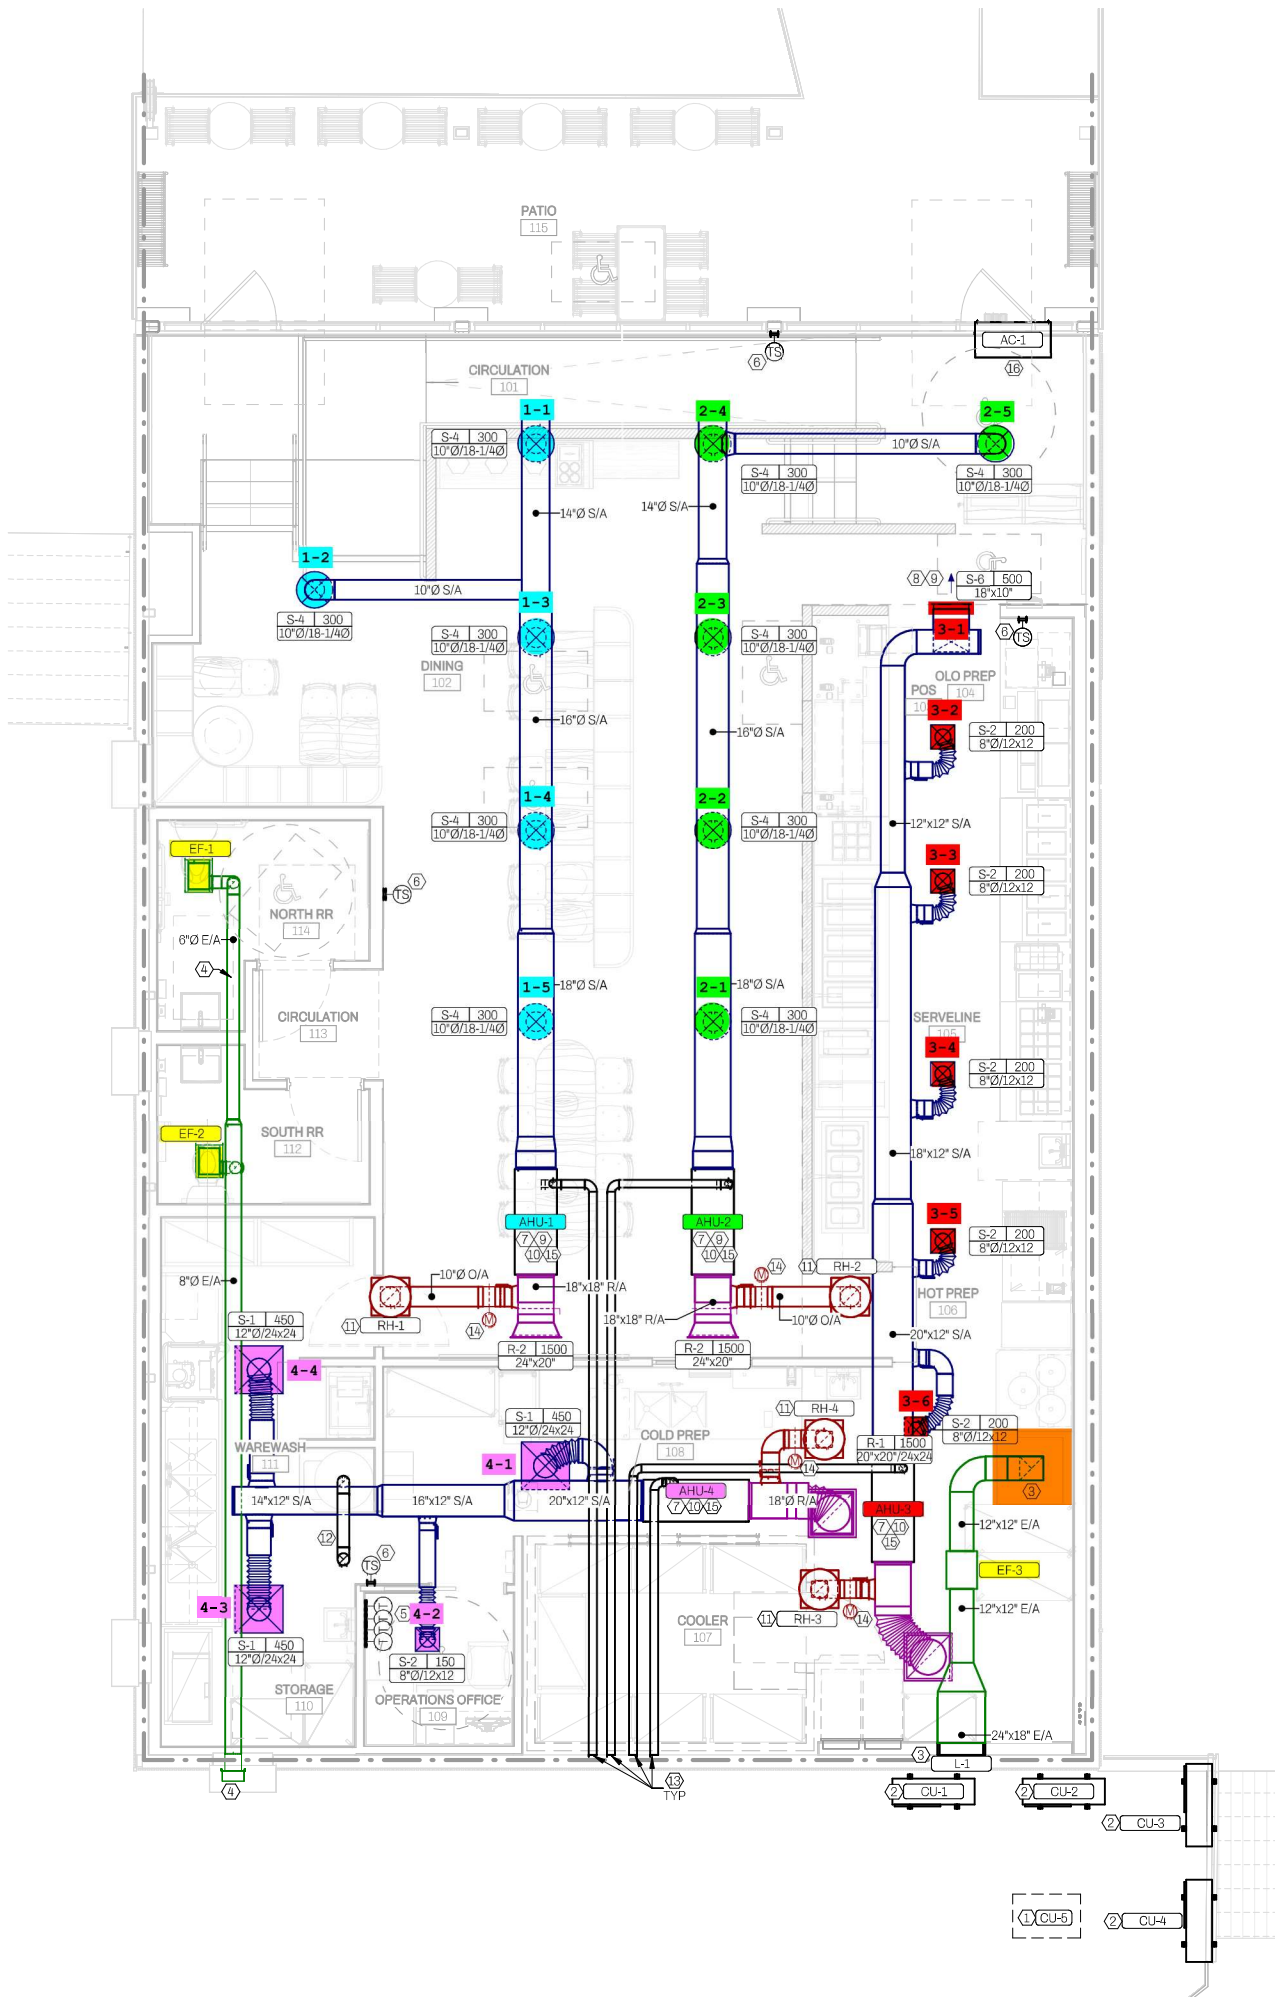 PATIO
115
AC-1
TS
6
16
CIRCULATION
101
1-1
2-4
2-5
S-4 300
10"Ø/18-1/4Ø
10"Ø S/A
S-4 300
10"Ø/18-1/4Ø
S-4 300
10"Ø/18-1/4Ø
14"Ø S/A
14"Ø S/A
1-2
10"Ø S/A
8 9
S-6 500
18"x10"
S-4 300
10"Ø/18-1/4Ø
1-3
2-3
3-1
6
TS
S-4 300
10"Ø/18-1/4Ø
S-4 300
10"Ø/18-1/4Ø
DINING
102
OLO PREP
104
POS
3-2
16"Ø S/A
16"Ø S/A
S-2 200
8"Ø/12x12
1-4
2-2
S-4 300
10"Ø/18-1/4Ø
S-4 300
10"Ø/18-1/4Ø
12"x12" S/A
EF-1
3-3
S-2 200
8"Ø/12x12
TS
6
NORTH RR
114
6"Ø E/A
4
1-5
18"Ø S/A
2-1
18"Ø S/A
S-4 300
10"Ø/18-1/4Ø
S-4 300
10"Ø/18-1/4Ø
CIRCULATION
113
SERVELINE
105
3-4
S-2 200
8"Ø/12x12
EF-2
SOUTH RR
112
18"x12" S/A
3-5
AHU-1
7 9
10 15
AHU-2
7 9
10 15
S-2 200
8"Ø/12x12
8"Ø E/A
10"Ø O/A
18"x18" R/A
14
11 RH-2
HOT PREP
106
11 RH-1
M
14
18"x18" R/A
M
10"Ø O/A
20"x12" S/A
S-1 450
12"Ø/24x24
R-2 1500
24"x20"
R-2 1500
24"x20"
4-4
3-6
S-1 450
12"Ø/24x24
11 RH-4
S-2 200
8"Ø/12x12
COLD PREP
108
R-1 1500
20"x20"/24x24
WAREWASH
111
4-1
M
14
AHU-4
7 10 15
3
14"x12" S/A
16"x12" S/A
20"x12" S/A
18"Ø R/A
AHU-3
7 10
15
12"x12" E/A
12
TS
6
EF-3
4-3
5
4-2
11 RH-3
M
14
12"x12" E/A
COOLER
107
S-1 450
12"Ø/24x24
S-2 150
8"Ø/12x12
STORAGE
110
OPERATIONS OFFICE
109
24"x18" E/A
3
L-1
4
13
TYP
2 CU-1
2 CU-2
2 CU-3
1 CU-5
2 CU-4